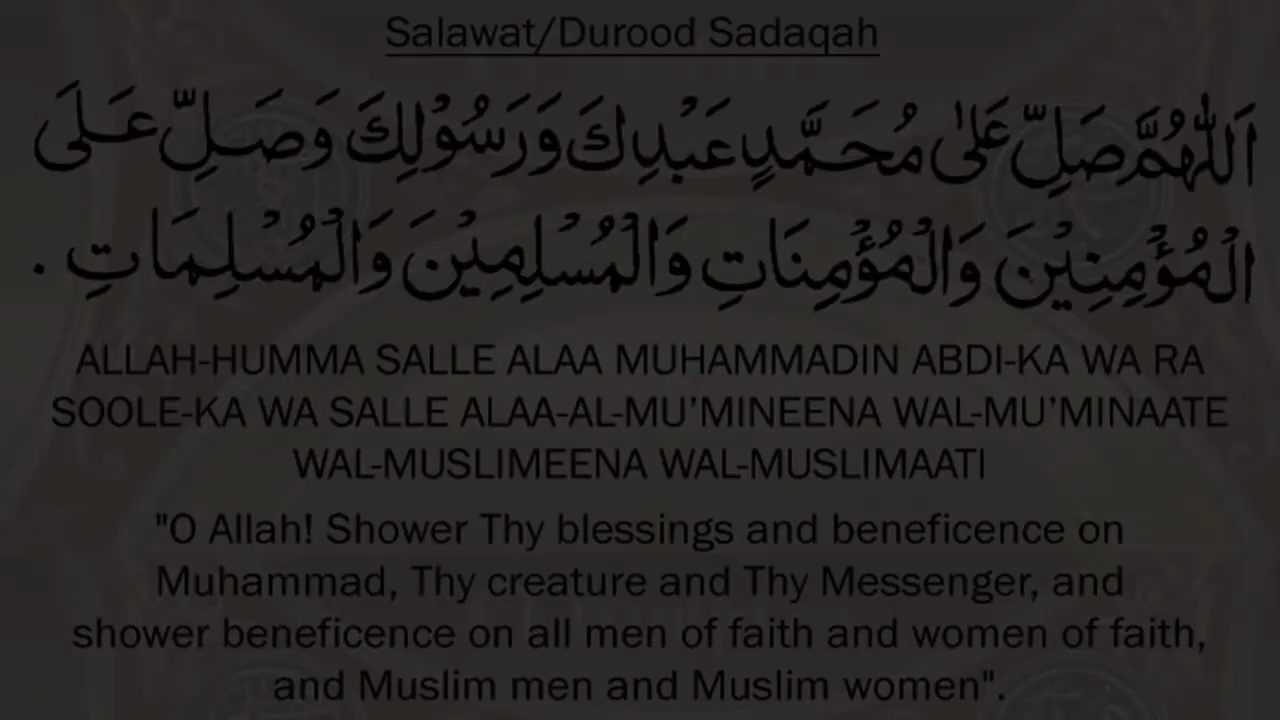 Salawat/Durood Sadaqah
اَللّٰهُمَّ صَلِّ عَلٰى مُحَمَّدٍ عَبْدِكَ وَرَسُوْلِكَ وَصَلِّ عَلَى
الْمُؤْمِنِيْنَ وَالْمُؤْمِنَاتِ وَالْمُسْلِمِيْنَ وَالْمُسْلِمَاتِ .
ALLAH-HUMMA SALLE ALAA MUHAMMADIN ABDI-KA WA RA
SOOLE-KA WA SALLE ALAA-AL-MU’MINEENA WAL-MU’MINAATE
WAL-MUSLIMEENA WAL-MUSLIMAATI
"O Allah! Shower Thy blessings and beneficence on
Muhammad, Thy creature and Thy Messenger, and
shower beneficence on all men of faith and women of faith,
and Muslim men and Muslim women".